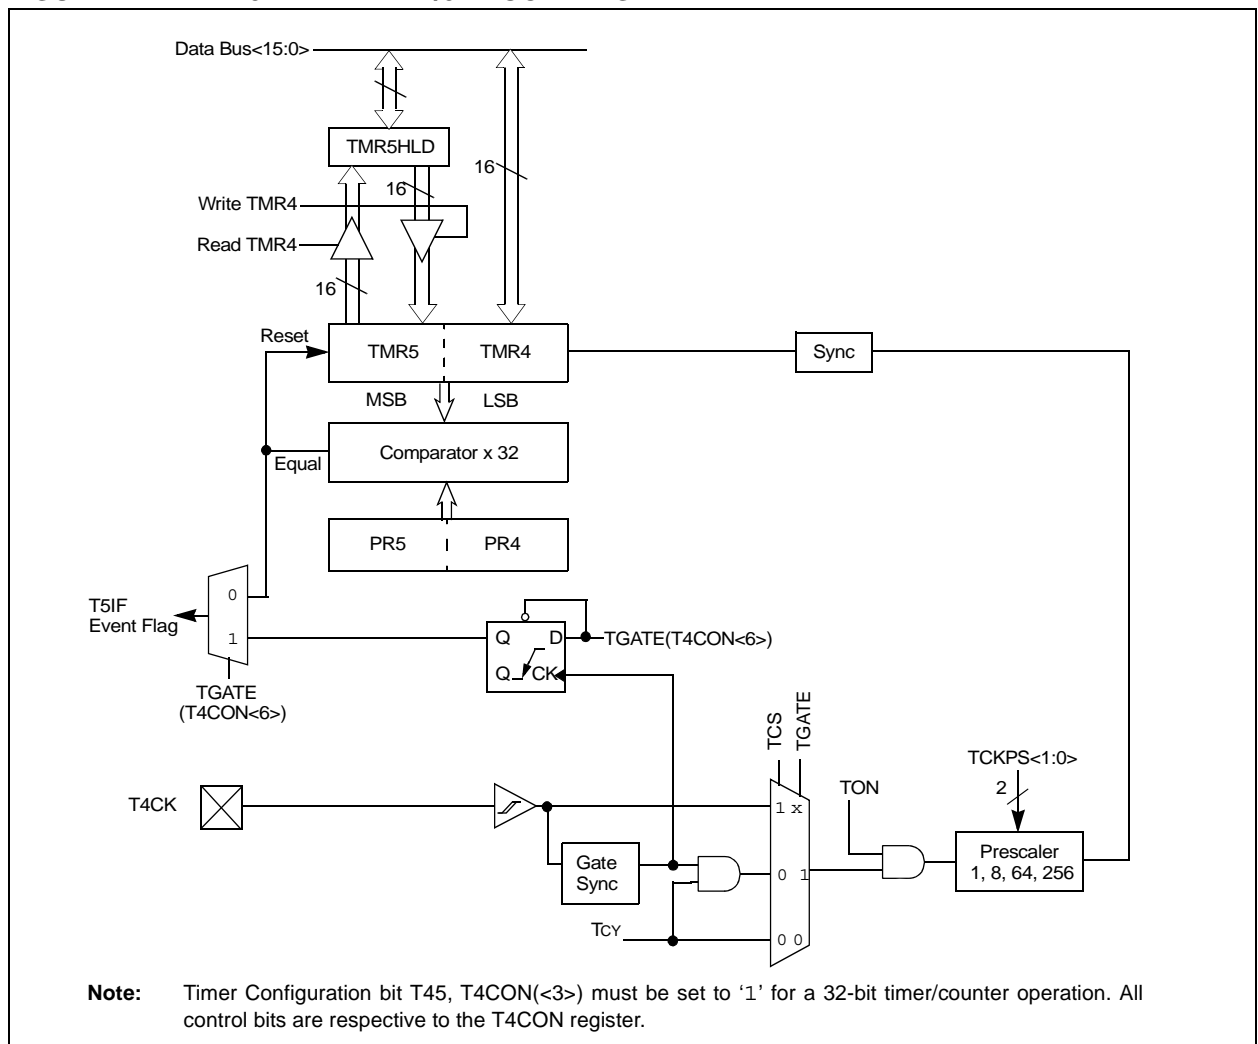 Data Bus<15:0>
TMR5HLD
16
16
Write TMR4
Read TMR4
16
Reset
TMR5 TMR4
Sync
MSB LSB
Equal
Comparator x 32
PR5 PR4
0
1
T5IF
Event Flag
TGATE
(T4CON<6>)
Q D
Q CK
TGATE(T4CON<6>)
TCS
TGATE
T4CK
1 x
0 1
0 0
Gate
Sync
TCY
TON
TCKPS<1:0>
2
Prescaler
1, 8, 64, 256
Note: Timer Configuration bit T45, T4CON(<3>) must be set to ‘1’ for a 32-bit timer/counter operation. All
control bits are respective to the T4CON register.